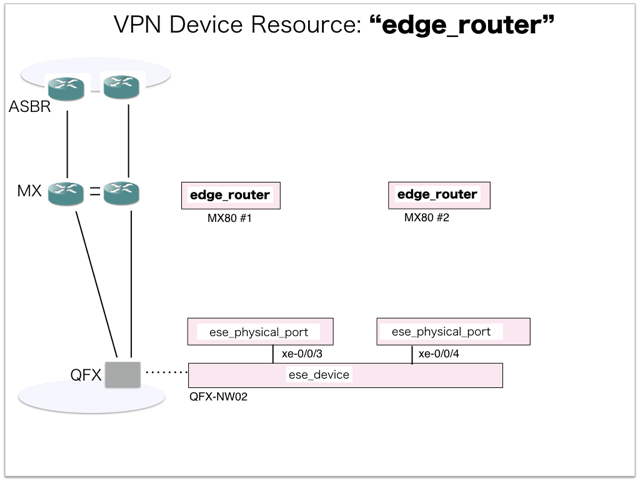 VPN Device Resource: “edge_router”
ASBR
MX
=
edge_router
edge_router
MX80 #1
MX80 #2
ese_physical_port
ese_physical_port
xe-0/0/3
xe-0/0/4
QFX
ese_device
QFX-NW02